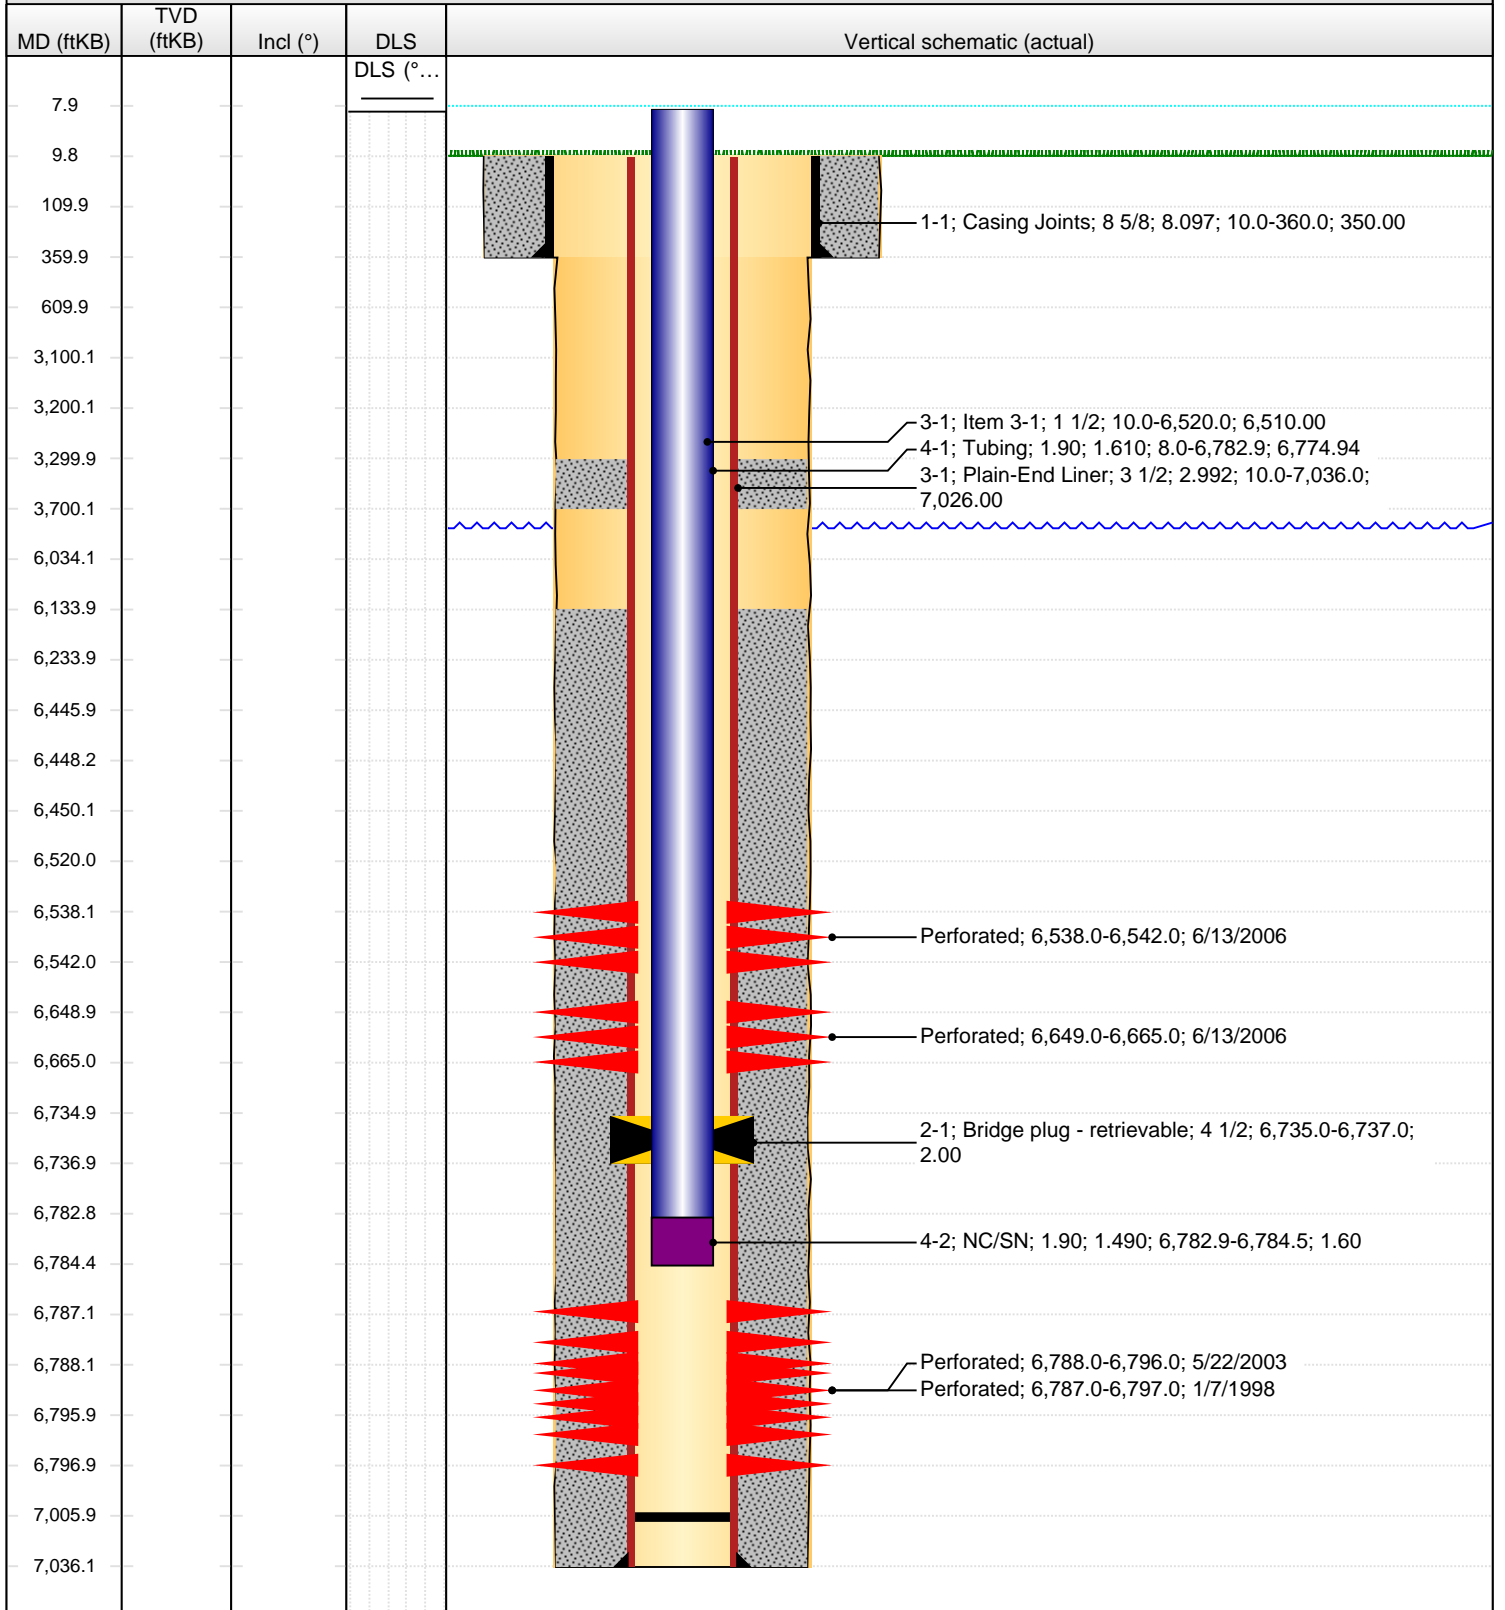 MD (ftKB)
TVD
(ftKB)
Incl (°)
DLS
Vertical schematic (actual)
DLS (°...
7.9
9.8
109.9
1-1; Casing Joints; 8 5/8; 8.097; 10.0-360.0; 350.00
359.9
609.9
3,100.1
3,200.1
3-1; Item 3-1; 1 1/2; 10.0-6,520.0; 6,510.00
4-1; Tubing; 1.90; 1.610; 8.0-6,782.9; 6,774.94
3,299.9
3-1; Plain-End Liner; 3 1/2; 2.992; 10.0-7,036.0;
7,026.00
3,700.1
6,034.1
6,133.9
6,233.9
6,445.9
6,448.2
6,450.1
6,520.0
6,538.1
Perforated; 6,538.0-6,542.0; 6/13/2006
6,542.0
6,648.9
Perforated; 6,649.0-6,665.0; 6/13/2006
6,665.0
6,734.9
2-1; Bridge plug - retrievable; 4 1/2; 6,735.0-6,737.0;
2.00
6,736.9
6,782.8
4-2; NC/SN; 1.90; 1.490; 6,782.9-6,784.5; 1.60
6,784.4
6,787.1
6,788.1
Perforated; 6,788.0-6,796.0; 5/22/2003
Perforated; 6,787.0-6,797.0; 1/7/1998
6,795.9
6,796.9
7,005.9
7,036.1